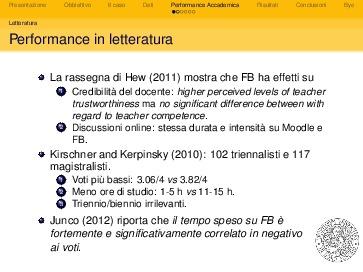 Presentazione Obbiettivo Il caso Dati Performance Accademica Risultati Conclusioni Bye
Letteratura
Performance in letteratura
La rassegna di Hew (2011) mostra che FB ha effetti su
1 Credibilità del docente: higher perceived levels of teacher
trustworthiness ma no significant difference between with
regard to teacher competence.
2 Discussioni online: stessa durata e intensità su Moodle e
FB.
Kirschner and Kerpinsky (2010): 102 triennalisti e 117
magistralisti.
1 Voti più bassi: 3.06/4 vs 3.82/4
2 Meno ore di studio: 1-5 h vs 11-15 h.
3 Triennio/biennio irrilevanti.
Junco (2012) riporta che il tempo speso su FB è
fortemente e significativamente correlato in negativo
ai voti.